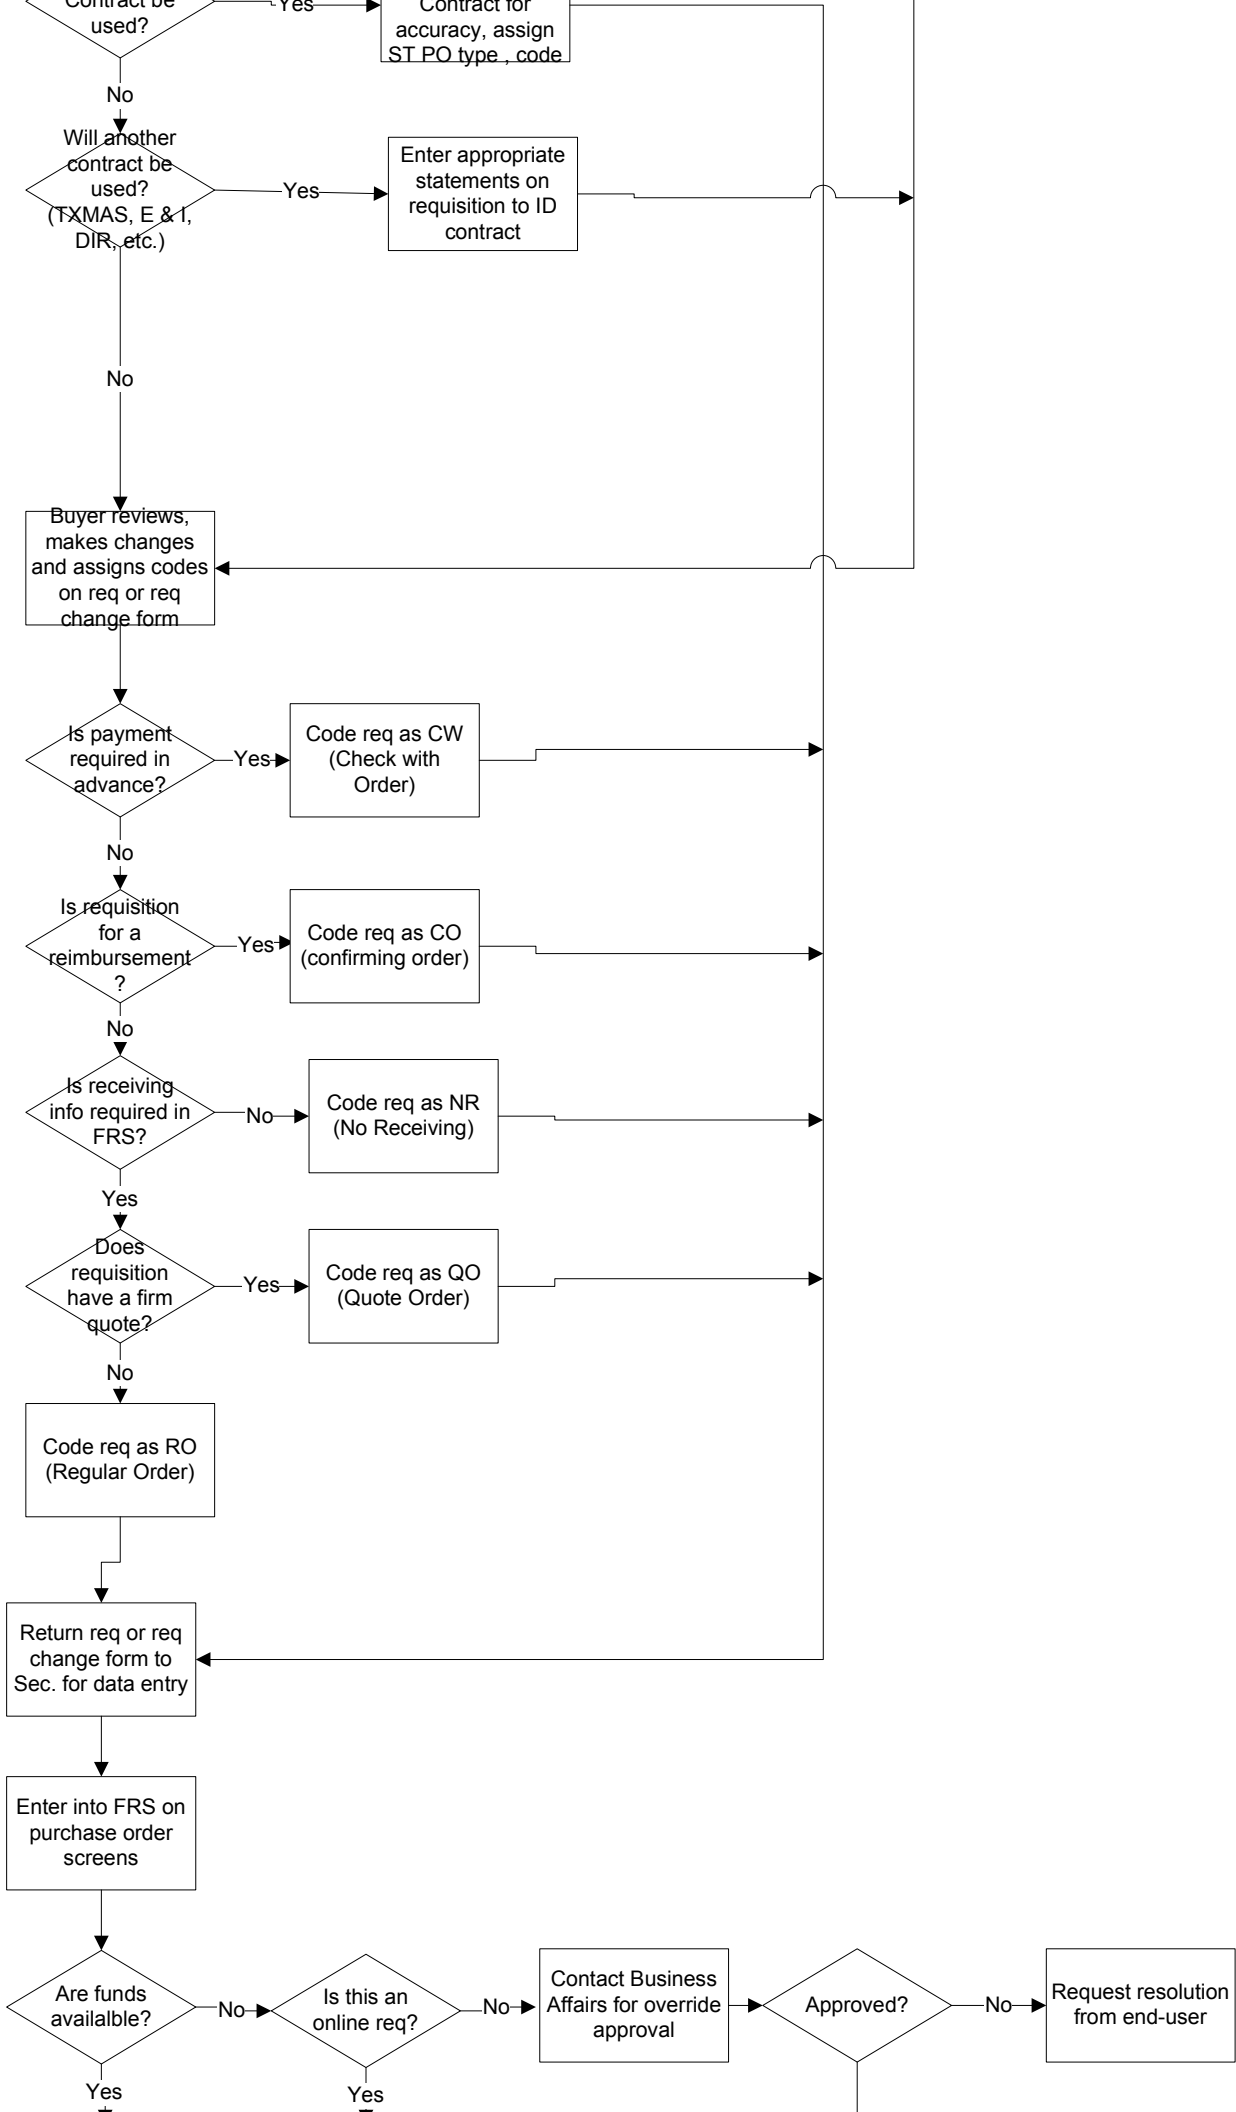 Contract be
used?
Yes
Contract for
accuracy, assign
ST PO type , code
No
Will another
contract be
used?
(TXMAS, E & I,
DIR, etc.)
Yes
Enter appropriate
statements on
requisition to ID
contract
No
Buyer reviews,
makes changes
and assigns codes
on req or req
change form
Is payment
required in
advance?
Yes
Code req as CW
(Check with
Order)
No
Is requisition
for a
reimbursement
?
Yes
Code req as CO
(confirming order)
No
Is receiving
info required in
FRS?
No
Code req as NR
(No Receiving)
Yes
Does
requisition
have a firm
quote?
Yes
Code req as QO
(Quote Order)
No
Code req as RO
(Regular Order)
Return req or req
change form to
Sec. for data entry
Enter into FRS on
purchase order
screens
Are funds
availalble?
No
Is this an
online req?
No
Contact Business
Affairs for override
approval
Approved?
No
Request resolution
from end-user
Yes
Yes